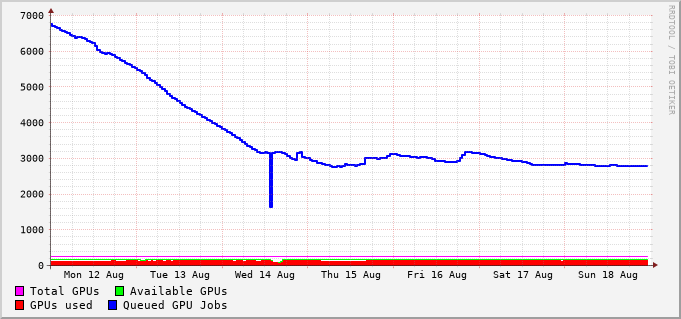 7000
6000
5000
4000
3000
2000
1000
0
Mon 12 Aug Tue 13 Aug Wed 14 Aug Thu 15 Aug Fri 16 Aug Sat 17 Aug Sun 18 Aug
Total GPUs Available GPUs
GPUs used Queued GPU Jobs
RRDTOOL / TOBI OETIKER